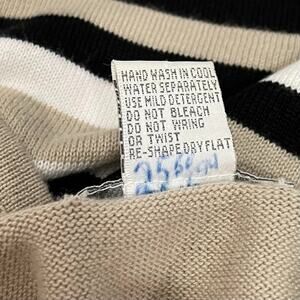 HAND WASH IN COOL
WATER SEPARATELY
USE MILD DETERGENT
DO NOT BLEACH
DO NOT WRING
OR TWIST
RE-SHAPE DRY FLAT